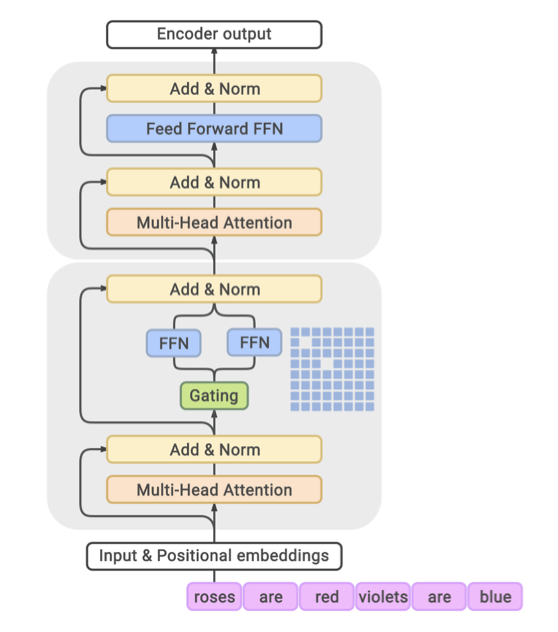 Encoder output
Add & Norm
Feed Forward FFN
Add & Norm
Multi-Head Attention
Add & Norm
FFN FFN
Gating
Add & Norm
Multi-Head Attention
Input & Positional embeddings
roses are red violets are blue